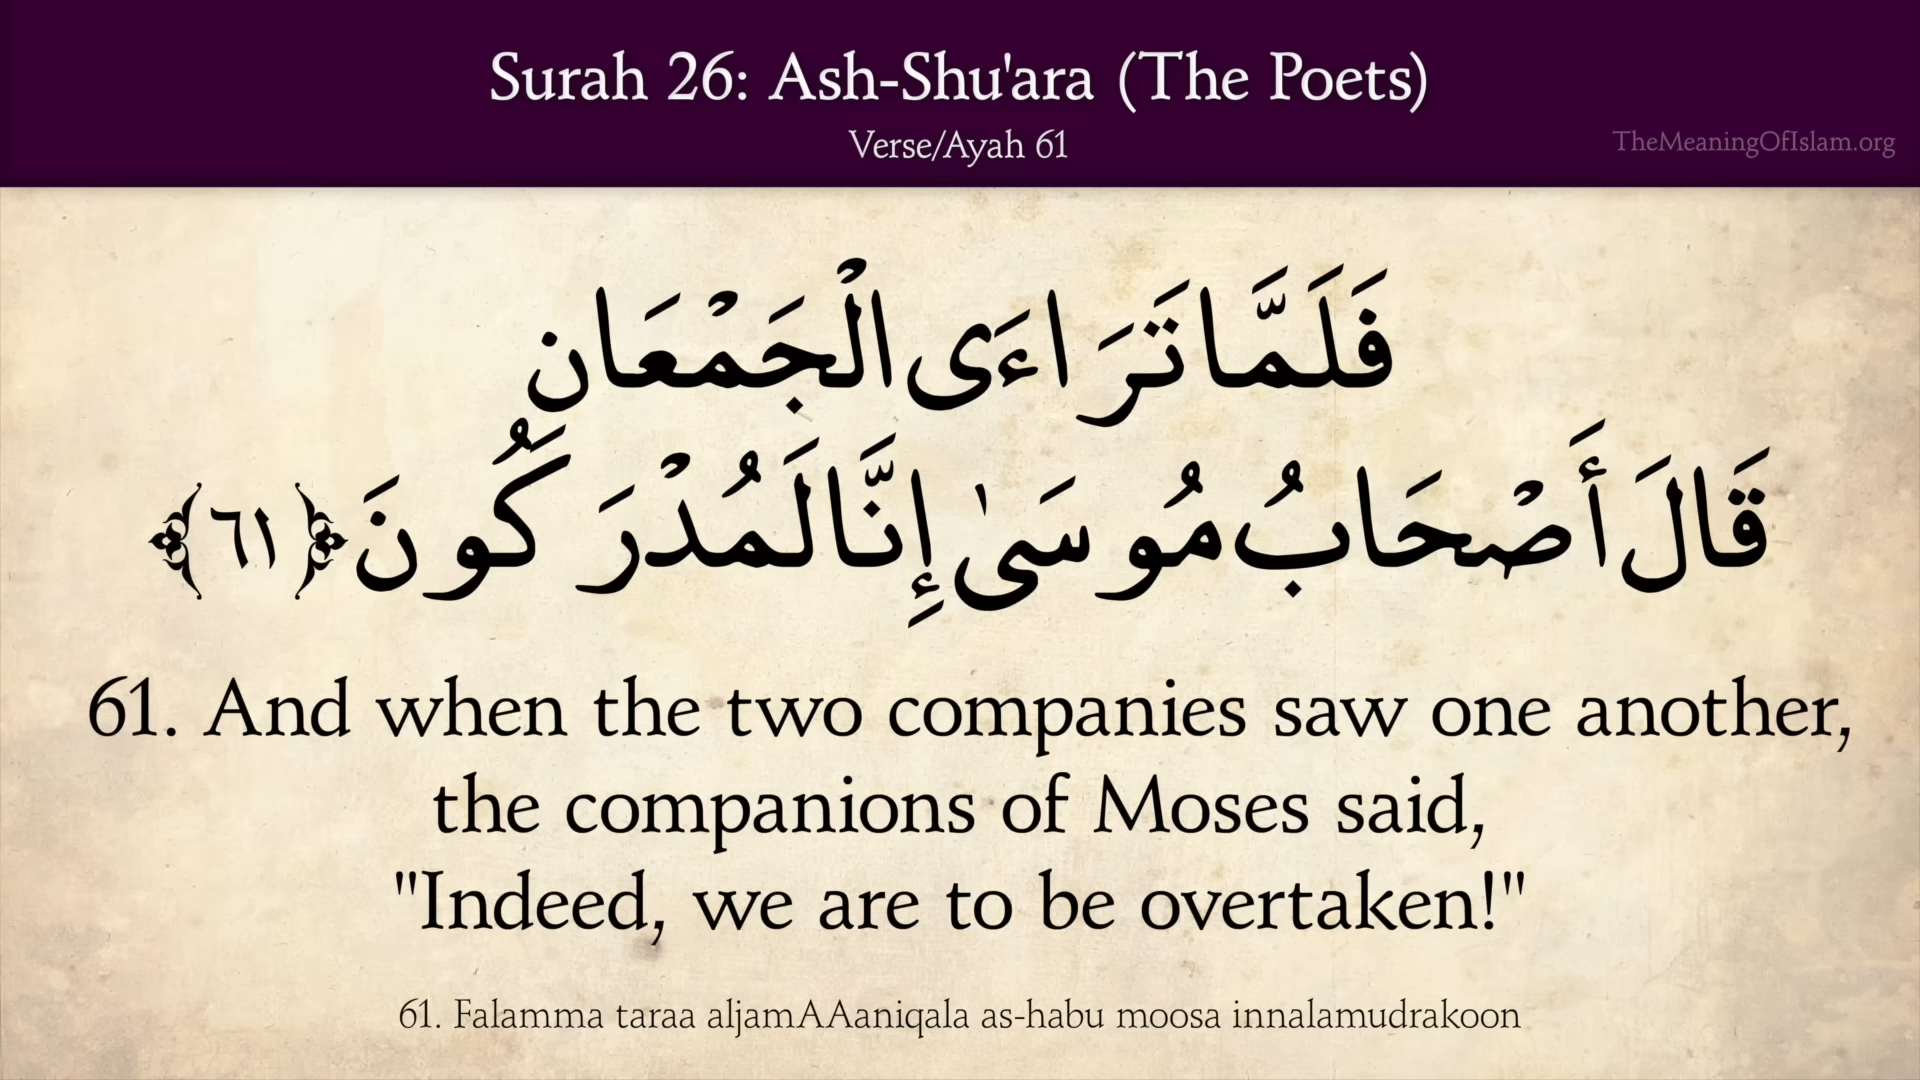 Surah 26: Ash-Shu'ara (The Poets)
Verse/Ayah 61
TheMeaningOfIslam.org
فَلَمَّا تَرَاءَى الْجَمْعَانِ
قَالَ أَصْحَابُ مُوسَىٰ إِنَّا لَمُدْرَكُونَ ﴿٦١﴾
61. And when the two companies saw one another,
the companions of Moses said,
"Indeed, we are to be overtaken!"
61. Falamma taraa aljamAAaniqala as-habu moosa innalamudrakoon